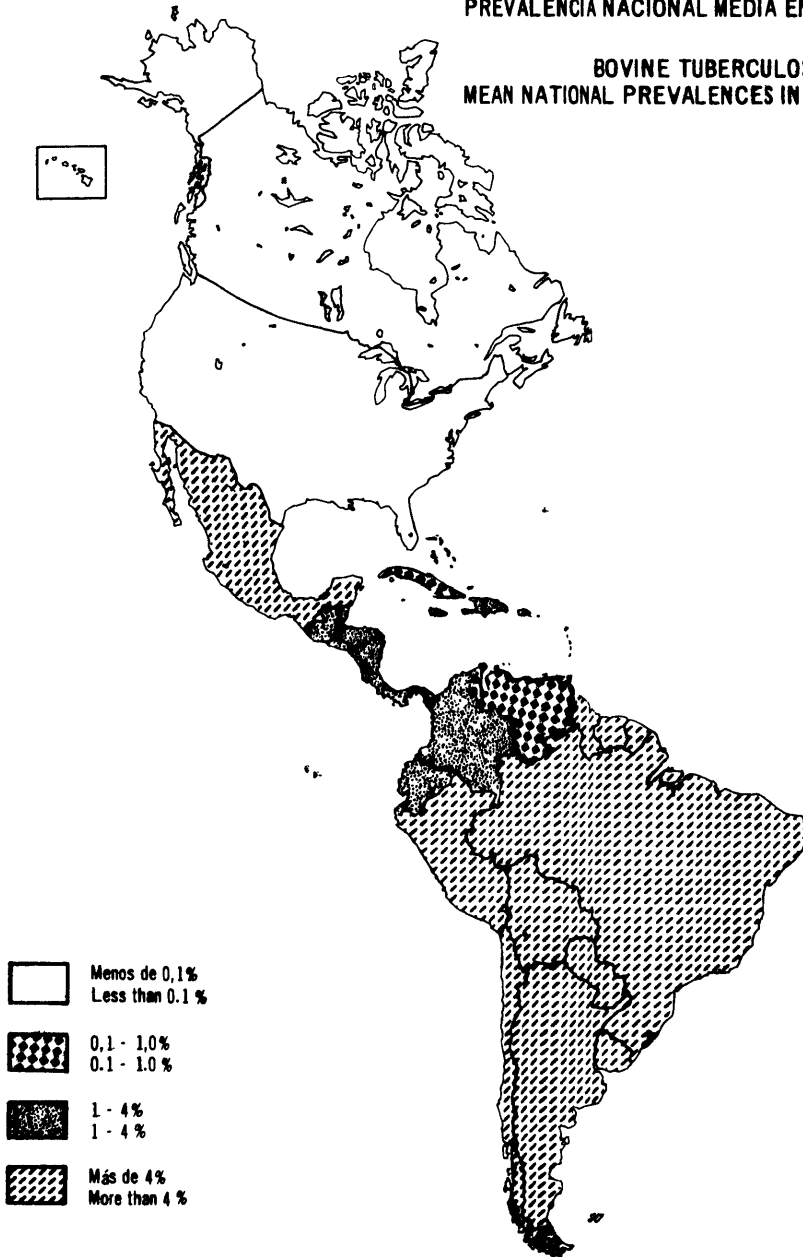 PREVALENCIA NACIONAL MEDIA EN
BOVINE TUBERCULOS
MEAN NATIONAL PREVALENCES IN
Menos de 0,1%
Less than 0.1 %
0,1 - 1,0%
0.1 - 1.0 %
1 - 4%
1 - 4 %
Más de 4%
More than 4 %